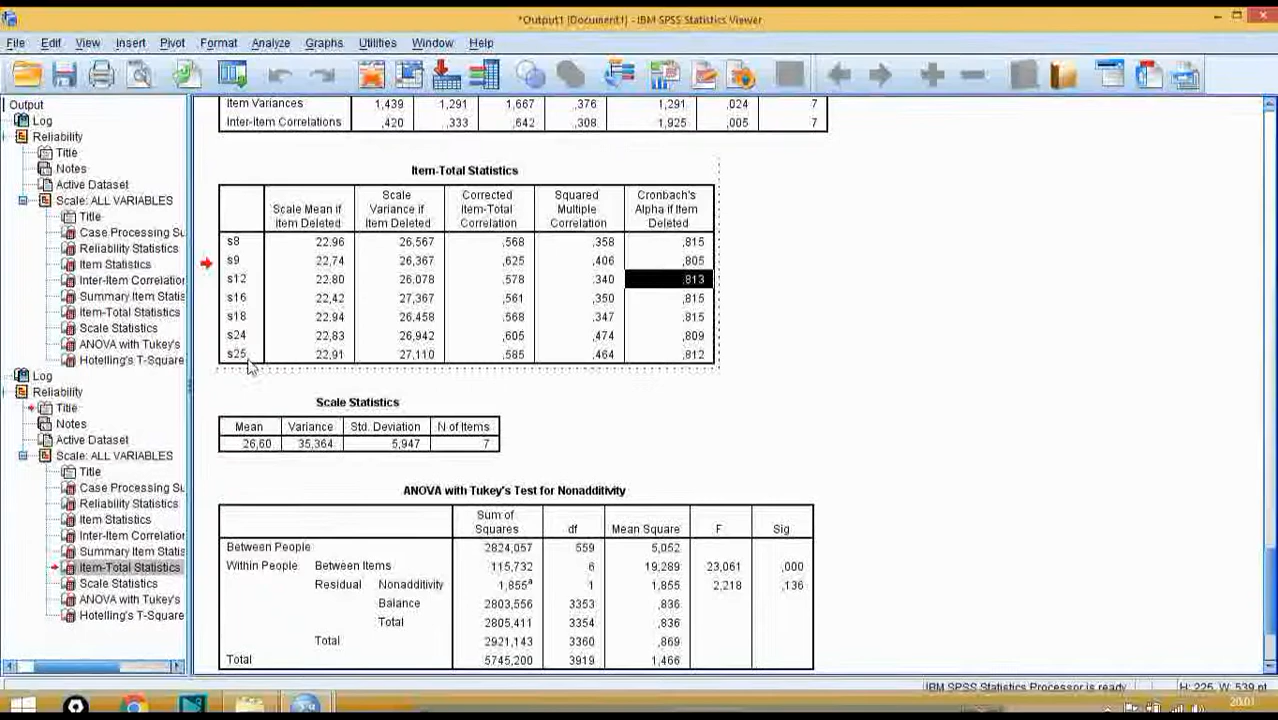 *Output1 [Document1] - IBM SPSS Statistics Viewer
File Edit View Insert Pivot Format Analyze Graphs Utilities Window Help
Output
Log
Reliability
Title
Notes
Active Dataset
Scale: ALL VARIABLES
Title
Case Processing Su
Reliability Statistics
Item Statistics
Inter-Item Correlation
Summary Item Statis
Item-Total Statistics
Scale Statistics
ANOVA with Tukey's
Hotelling's T-Square
Log
Reliability
Title
Notes
Active Dataset
Scale: ALL VARIABLES
Title
Case Processing Su
Reliability Statistics
Item Statistics
Inter-Item Correlation
Summary Item Statis
Item-Total Statistics
Scale Statistics
ANOVA with Tukey's
Hotelling's T-Square
Item Variances 1,439 1,291 1,667 ,376 1,291 ,024 7
Inter-Item Correlations ,420 ,333 ,642 ,308 1,925 ,005 7
Item-Total Statistics
Scale Mean if Item Deleted Scale Variance if Item Deleted Corrected Item-Total Correlation Squared Multiple Correlation Cronbach's Alpha if Item Deleted
s8 22,96 26,567 ,568 ,358 ,815
s9 22,74 26,367 ,625 ,406 ,805
s12 22,80 26,078 ,578 ,340 ,813
s16 22,42 27,367 ,561 ,350 ,815
s18 22,94 26,458 ,568 ,347 ,815
s24 22,83 26,942 ,605 ,474 ,809
s25 22,91 27,110 ,585 ,464 ,812
Scale Statistics
Mean Variance Std. Deviation N of Items
26,60 35,364 5,947 7
ANOVA with Tukey's Test for Nonadditivity
Sum of Squares df Mean Square F Sig
Between People 2824,057 559 5,052
Within People Between Items 115,732 6 19,289 23,061 ,000
Residual Nonadditivity 1,855ª 1 1,855 2,218 ,136
Balance 2803,556 3353 ,836
Total 2805,411 3354 ,836
Total 2921,143 3360 ,869
Total 5745,200 3919 1,466
IBM SPSS Statistics Processor is ready H: 225, W: 539 pt
20:01